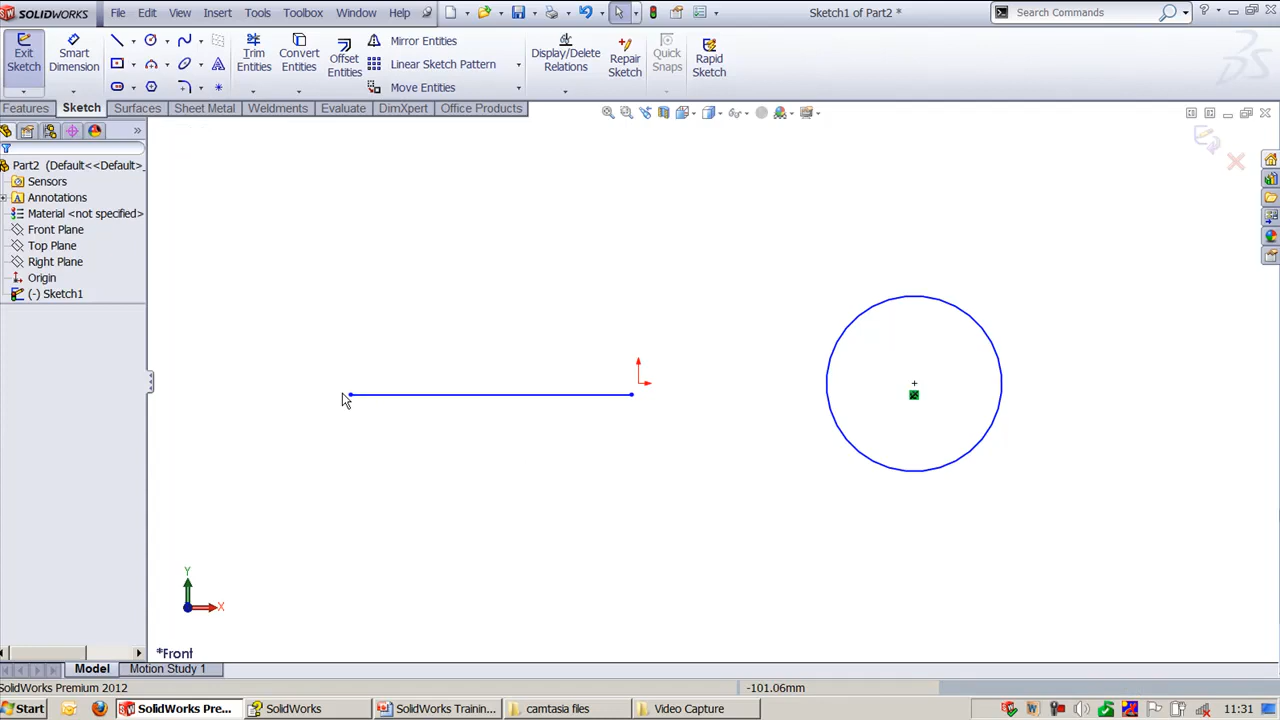 SOLIDWORKS File Edit View Insert Tools Toolbox Window Help Sketch1 of Part2 * Search Commands
Exit Sketch Smart Dimension Trim Entities Convert Entities Offset Entities Mirror Entities Linear Sketch Pattern Move Entities Display/Delete Relations Repair Sketch Quick Snaps Rapid Sketch
Features Sketch Surfaces Sheet Metal Weldments Evaluate DimXpert Office Products
Part2 (Default<<Default>_
Sensors
Annotations
Material <not specified>
Front Plane
Top Plane
Right Plane
Origin
(-) Sketch1
Y
X
*Front
Model Motion Study 1
SolidWorks Premium 2012 -101.06mm
Start SolidWorks Pre... SolidWorks SolidWorks Trainin... camtasia files Video Capture 11:31